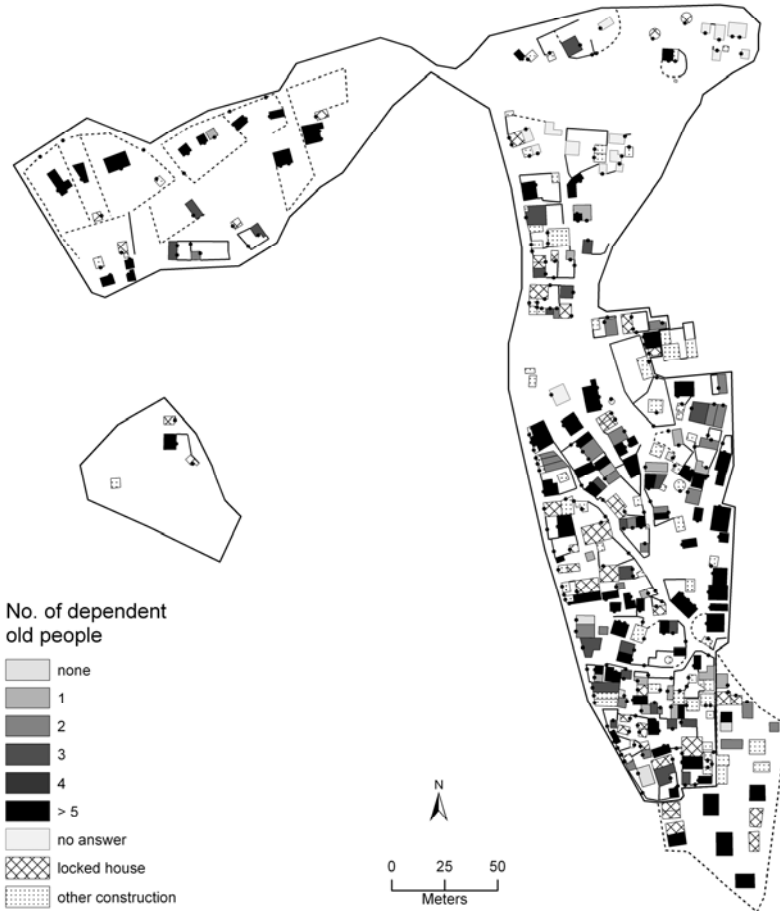 No. of dependent
old people
none
1
2
3
4
> 5
no answer
locked house
other construction
N
0 25 50
Meters